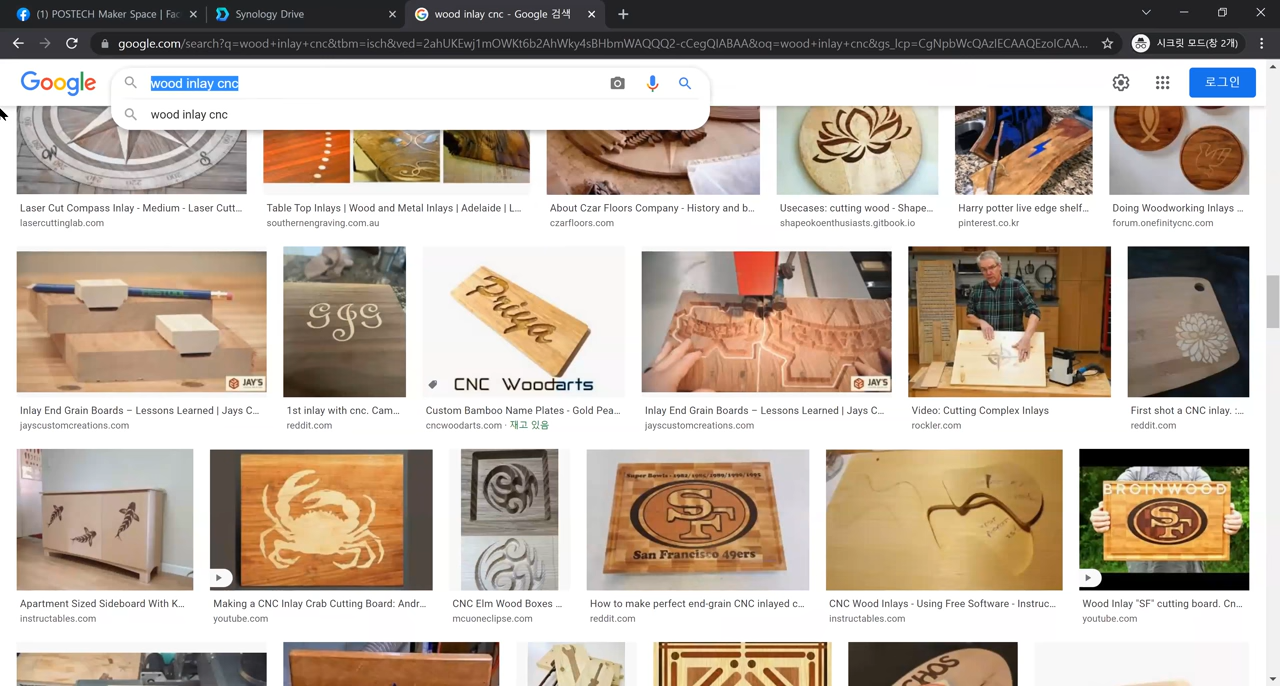 (1) POSTECH Maker Space | Fac
Synology Drive
wood inlay cnc - Google 검색
google.com/search?q=wood+inlay+cnc&tbm=isch&ved=2ahUKEwj1mOWKt6b2AhWky4sBHbmWAQQQ2-cCegQIABAA&oq=wood+inlay+cnc&gs_lcp=CgNpbWcQAzIECAAQEzoICAA...
시크릿 모드(창 2개)
Google
wood inlay cnc
로그인
wood inlay cnc
Laser Cut Compass Inlay - Medium - Laser Cutt...
Table Top Inlays | Wood and Metal Inlays | Adelaide | L...
About Czar Floors Company - History and b...
Usecases: cutting wood - Shape...
Harry potter live edge shelf...
Doing Woodworking Inlays ...
lasercuttinglab.com
southernengraving.com.au
czarfloors.com
shapeokoenthusiasts.gitbook.io
pinterest.co.kr
forum.onefinitycnc.com
JAY'S
GJG
Priya
CNC Woodarts
JAY'S
Inlay End Grain Boards – Lessons Learned | Jays C...
1st inlay with cnc. Cam...
Custom Bamboo Name Plates - Gold Pea...
Inlay End Grain Boards – Lessons Learned | Jays C...
Video: Cutting Complex Inlays
First shot a CNC inlay. :...
jayscustomcreations.com
reddit.com
cncwoodarts.com · 재고 있음
jayscustomcreations.com
rockler.com
reddit.com
Super Bowls - 1982/1985/1989/1990/1995
SF
San Francisco 49ers
BROINWOOD
SF
Apartment Sized Sideboard With K...
Making a CNC Inlay Crab Cutting Board: Andr...
CNC Elm Wood Boxes ...
How to make perfect end-grain CNC inlayed c...
CNC Wood Inlays - Using Free Software - Instruc...
Wood Inlay "SF" cutting board. Cn...
instructables.com
youtube.com
mcuoneclipse.com
reddit.com
instructables.com
youtube.com